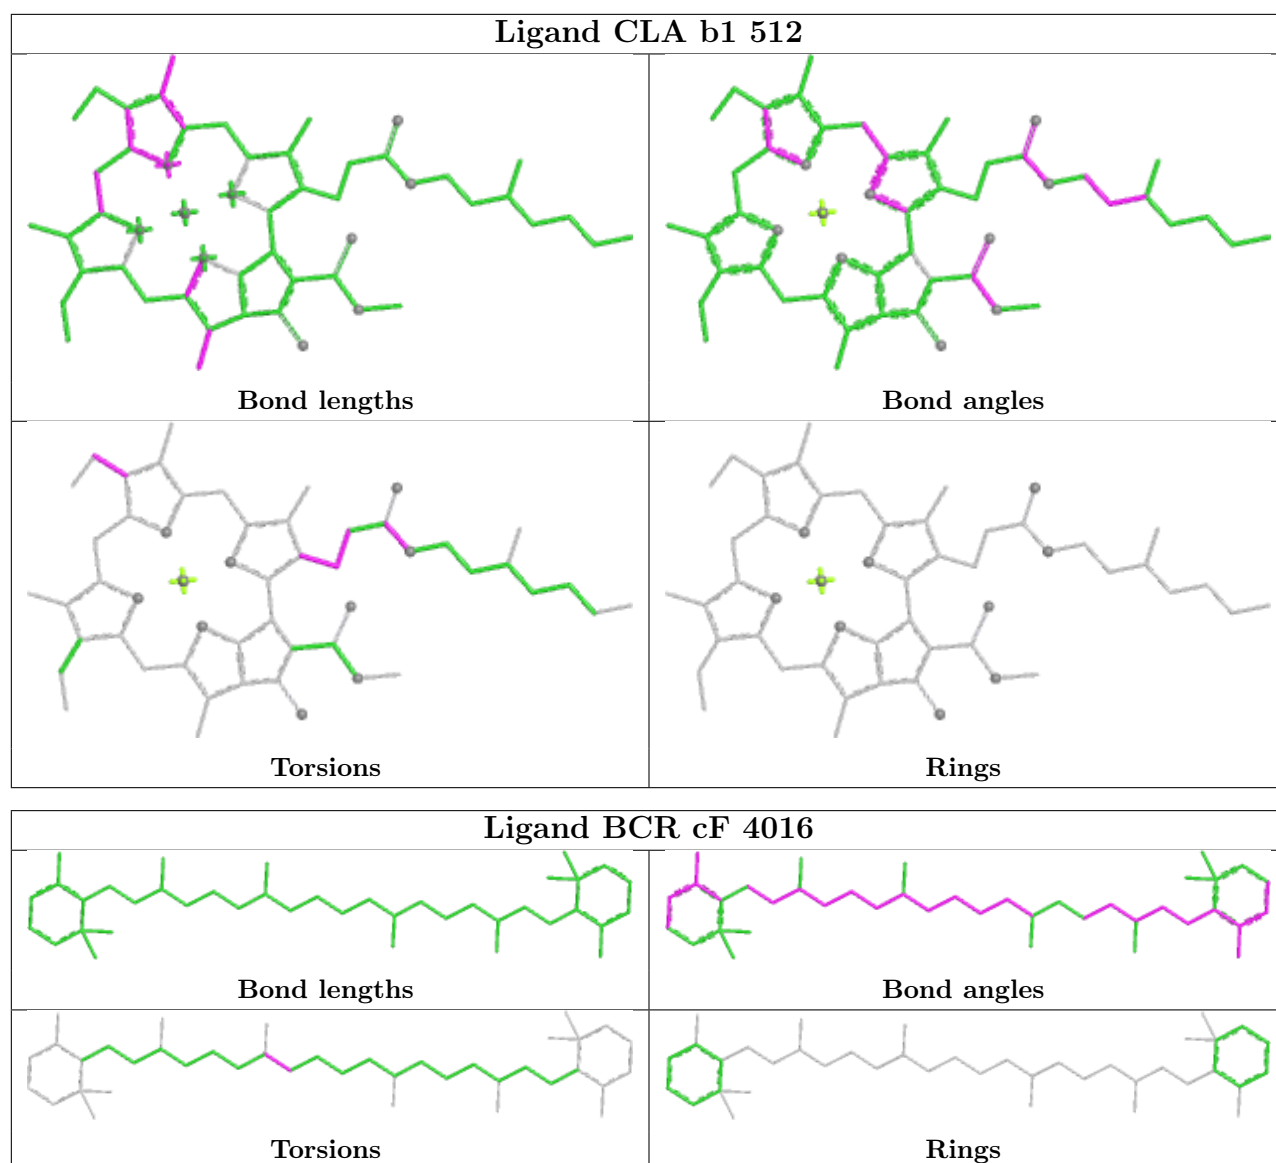 Ligand CLA b1 512
Bond lengths
Bond angles
Torsions
Rings
Ligand BCR cF 4016
Bond lengths
Bond angles
Torsions
Rings